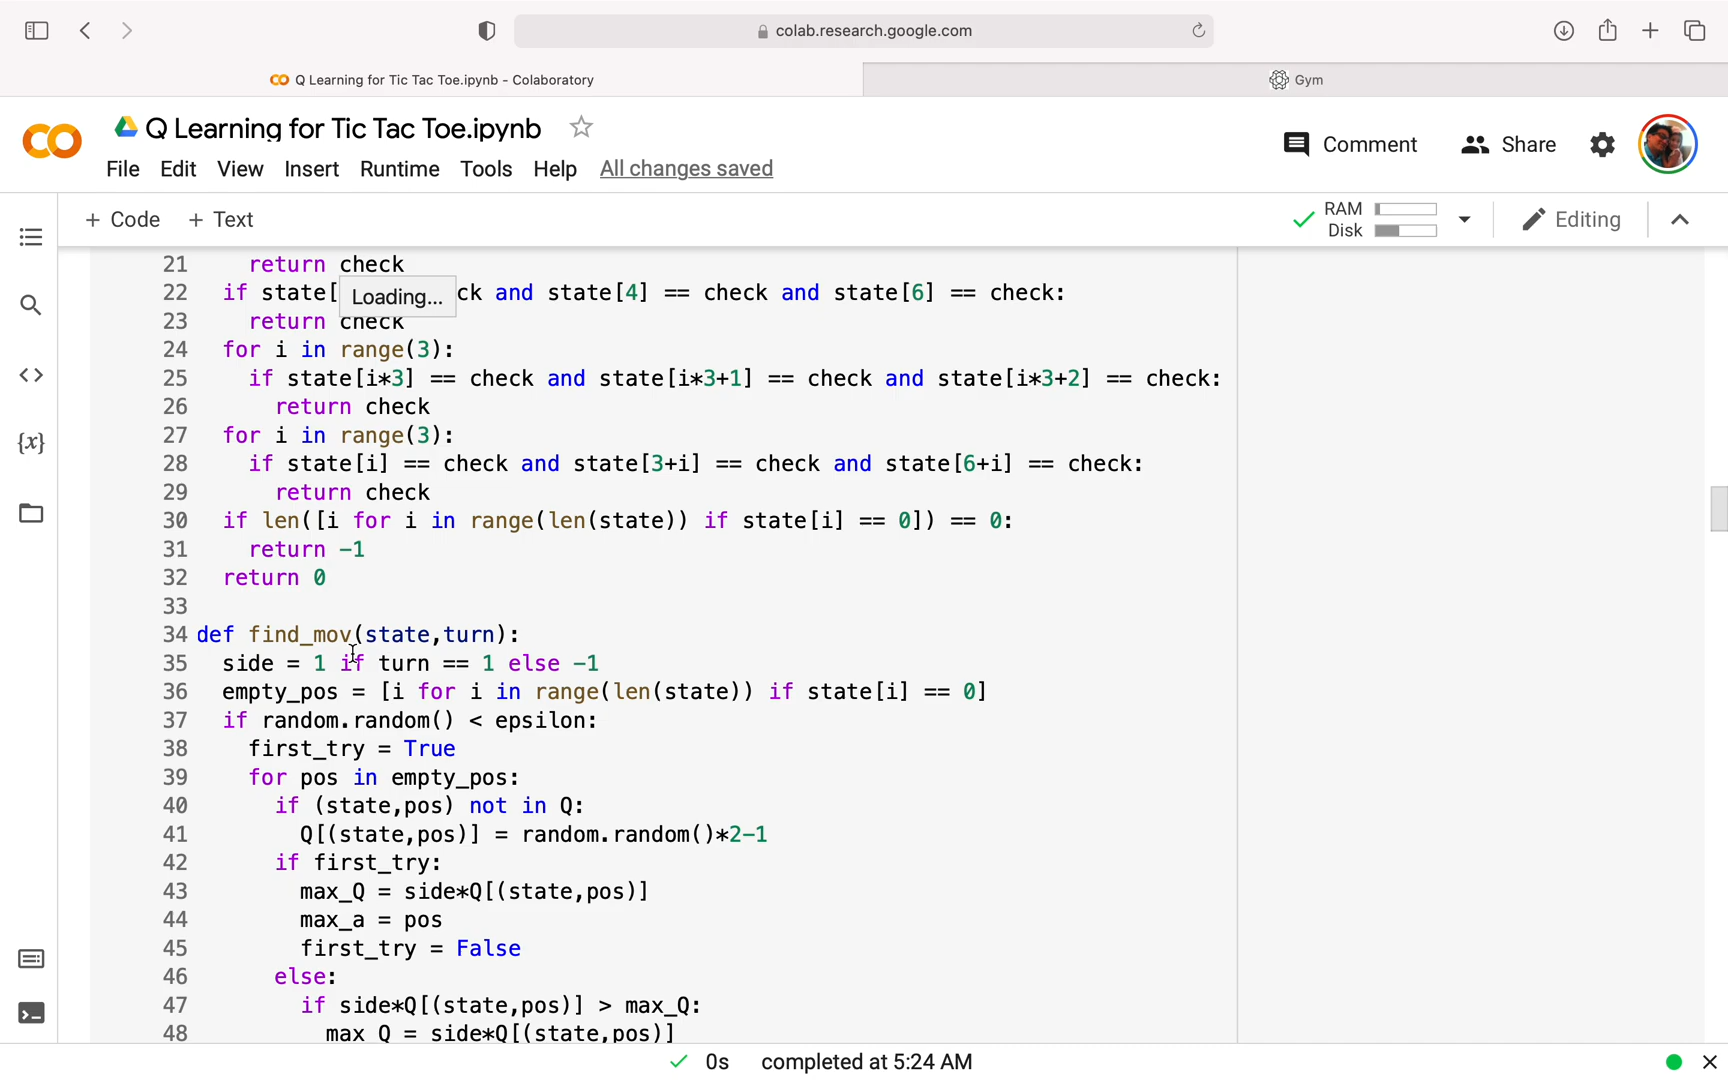 colab.research.google.com
Q Learning for Tic Tac Toe.ipynb - Colaboratory
Gym
Q Learning for Tic Tac Toe.ipynb
Comment
Share
File Edit View Insert Runtime Tools Help All changes saved
+ Code + Text
RAM
Disk
Editing
21 return check
22 if state[ ck and state[4] == check and state[6] == check:
Loading...
23 return check
24 for i in range(3):
25 if state[i*3] == check and state[i*3+1] == check and state[i*3+2] == check:
26 return check
27 for i in range(3):
28 if state[i] == check and state[3+i] == check and state[6+i] == check:
29 return check
30 if len([i for i in range(len(state)) if state[i] == 0]) == 0:
31 return -1
32 return 0
33
34 def find_mov(state,turn):
35 side = 1 if turn == 1 else -1
36 empty_pos = [i for i in range(len(state)) if state[i] == 0]
37 if random.random() < epsilon:
38 first_try = True
39 for pos in empty_pos:
40 if (state,pos) not in Q:
41 Q[(state,pos)] = random.random()*2-1
42 if first_try:
43 max_Q = side*Q[(state,pos)]
44 max_a = pos
45 first_try = False
46 else:
47 if side*Q[(state,pos)] > max_Q:
48 max_Q = side*Q[(state,pos)]
0s completed at 5:24 AM